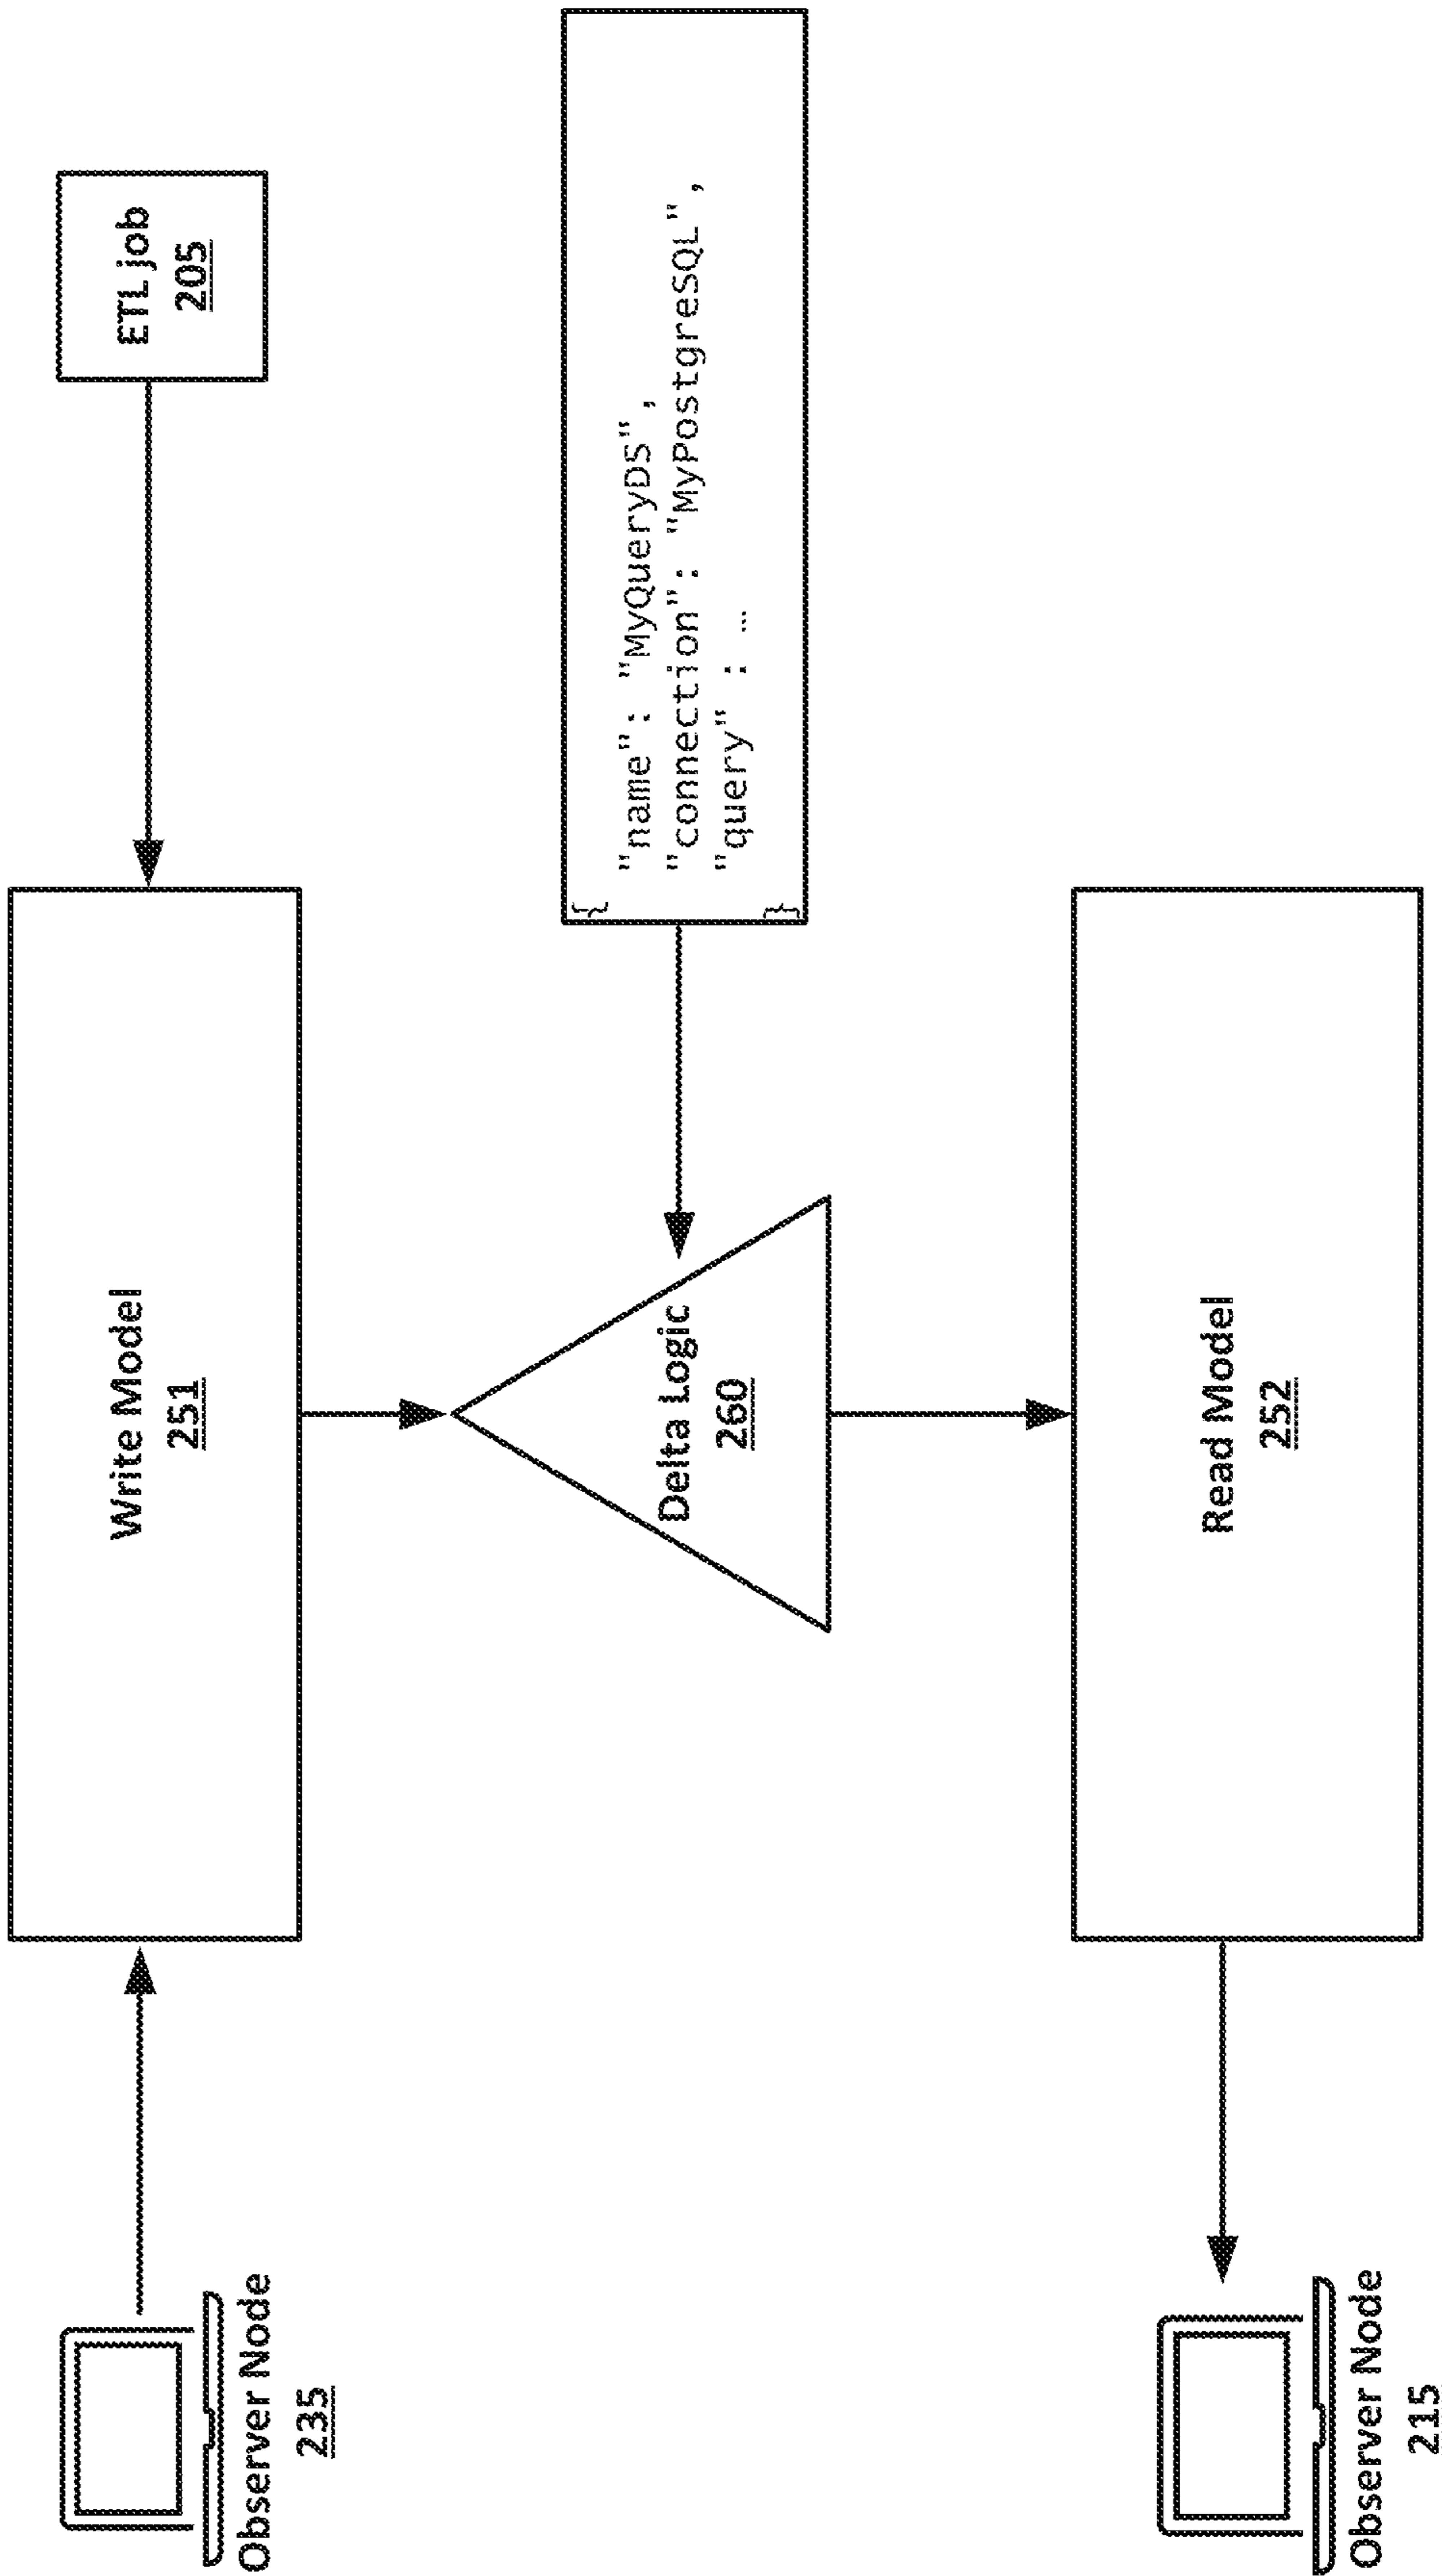 Observer Node
235
Write Model
251
ETL job
205
Delta Logic
260
{
"name": "MyQueryDS",
"connection": "MyPostgreSQL",
"query" : …
}
Observer Node
215
Read Model
252